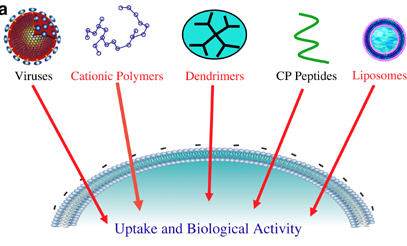 a
Viruses
Cationic Polymers
Dendrimers
CP Peptides
Liposomes
Uptake and Biological Activity